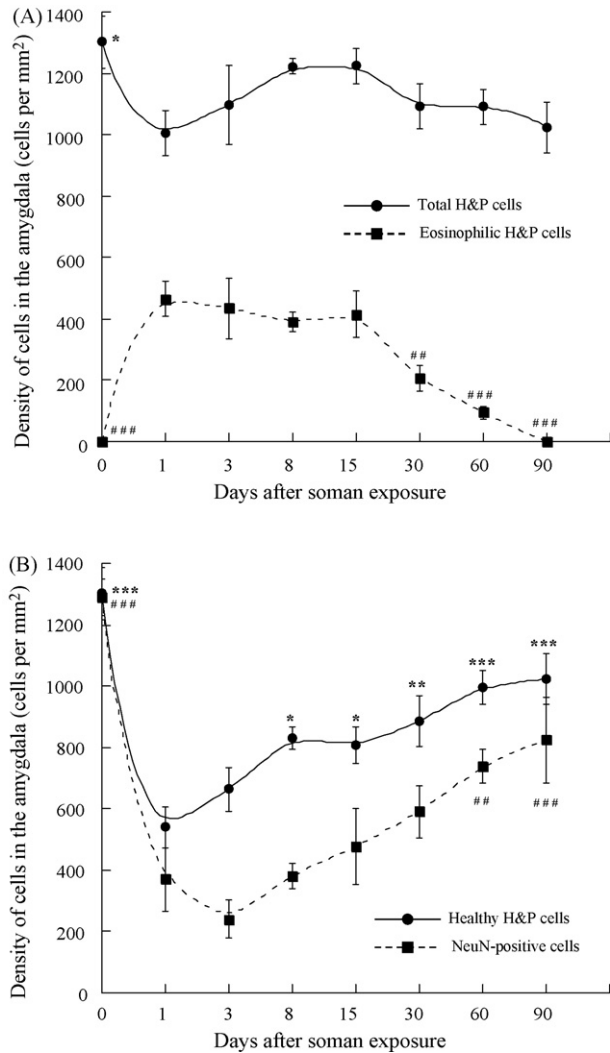 (A)
1400
1200
1000
800
600
400
200
0
Density of cells in the amygdala (cells per mm²)
*
Total H&P cells
Eosinophilic H&P cells
##
###
###
###
0 1 3 8 15 30 60 90
Days after soman exposure
(B)
1400
1200
1000
800
600
400
200
0
Density of cells in the amygdala (cells per mm²)
***
###
* * ** *** ***
## ###
Healthy H&P cells
NeuN-positive cells
0 1 3 8 15 30 60 90
Days after soman exposure